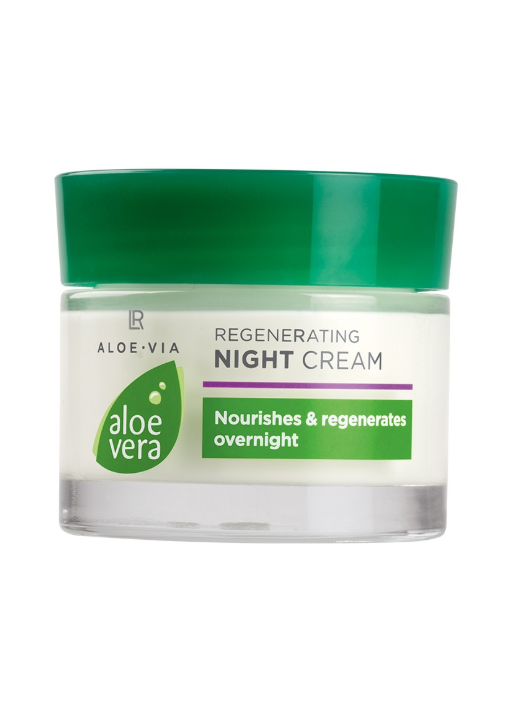 LR
ALOE•VIA
aloe
vera
REGENERATING
NIGHT CREAM
Nourishes & regenerates
overnight